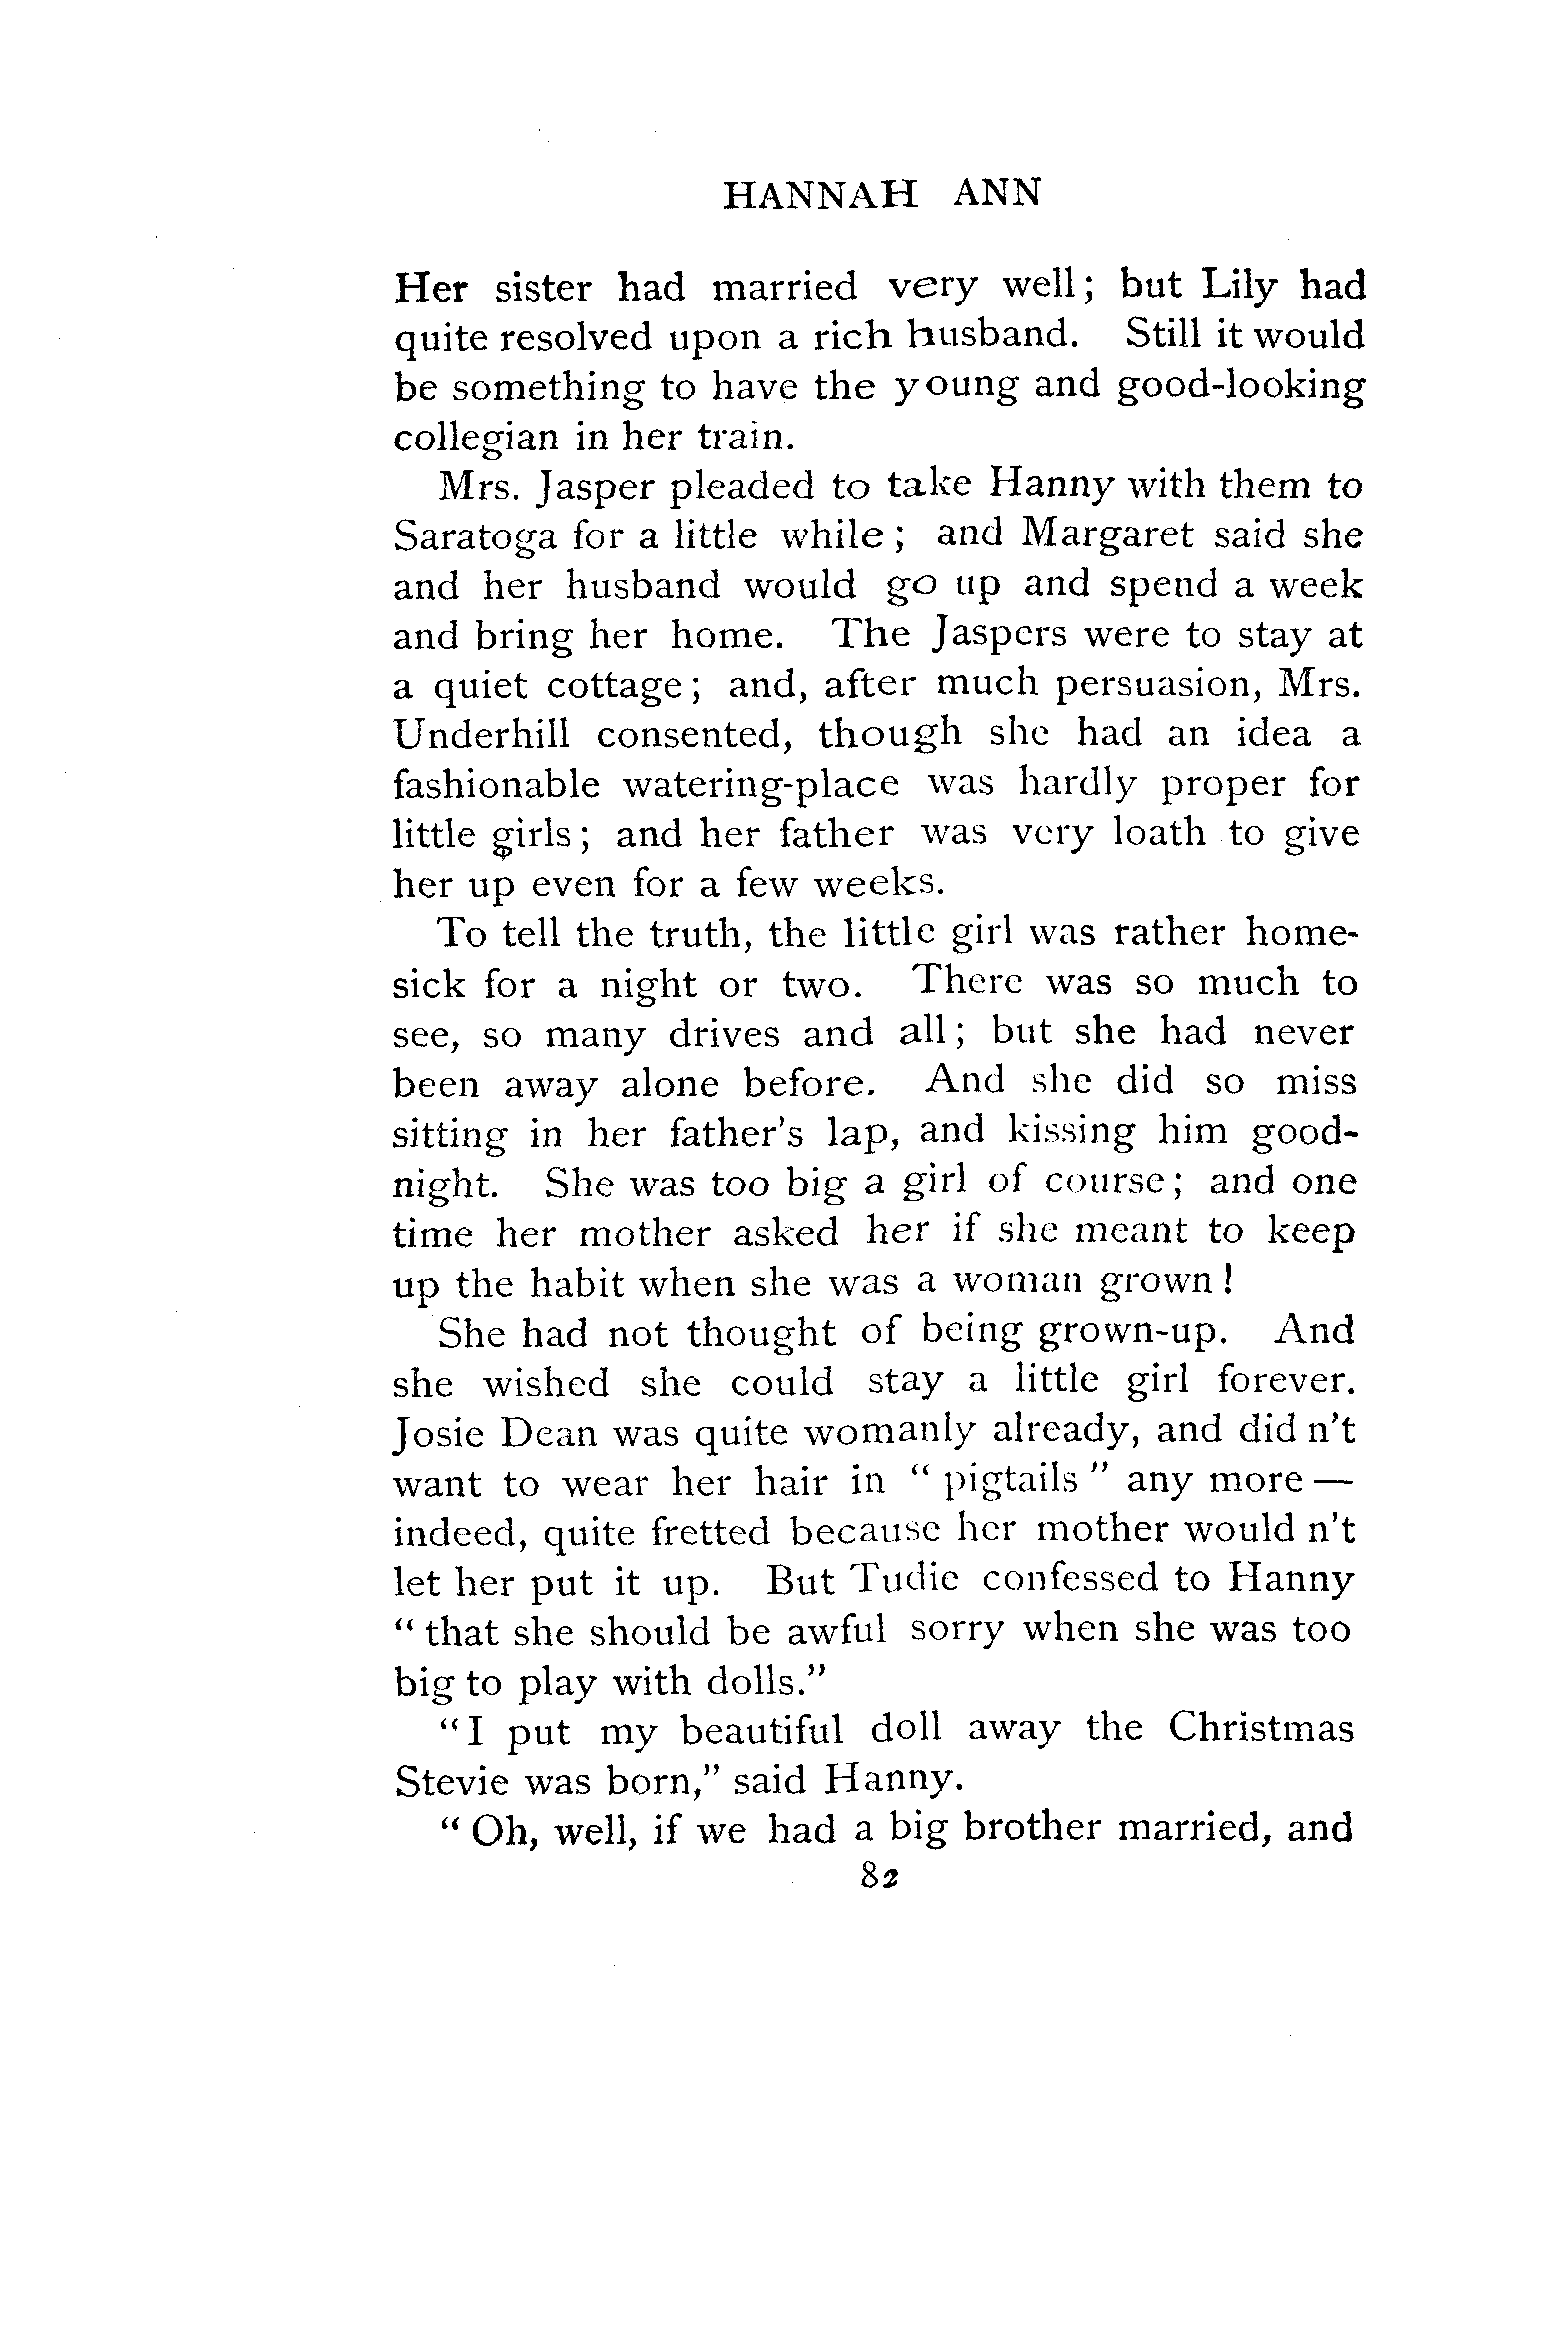 HANNAH ANN
Her sister had married very well; but Lily had
quite resolved upon a rich husband. Still it would
be something to have the young and good-looking
collegian in her train.
Mrs. Jasper pleaded to take Hanny with them to
Saratoga for a little while; and Margaret said she
and her husband would go up and spend a week
and bring her home. The Jaspers were to stay at
a quiet cottage; and, after much persuasion, Mrs.
Underhill consented, though she had an idea a
fashionable watering-place was hardly proper for
little girls; and her father was very loath to give
her up even for a few weeks.
To tell the truth, the little girl was rather home-
sick for a night or two. There was so much to
see, so many drives and all; but she had never
been away alone before. And she did so miss
sitting in her father's lap, and kissing him good-
night. She was too big a girl of course; and one
time her mother asked her if she meant to keep
up the habit when she was a woman grown!
She had not thought of being grown-up. And
she wished she could stay a little girl forever.
Josie Dean was quite womanly already, and did n't
want to wear her hair in "pigtails" any more—
indeed, quite fretted because her mother would n't
let her put it up. But Tudie confessed to Hanny
"that she should be awful sorry when she was too
big to play with dolls."
"I put my beautiful doll away the Christmas
Stevie was born," said Hanny.
"Oh, well, if we had a big brother married, and
82